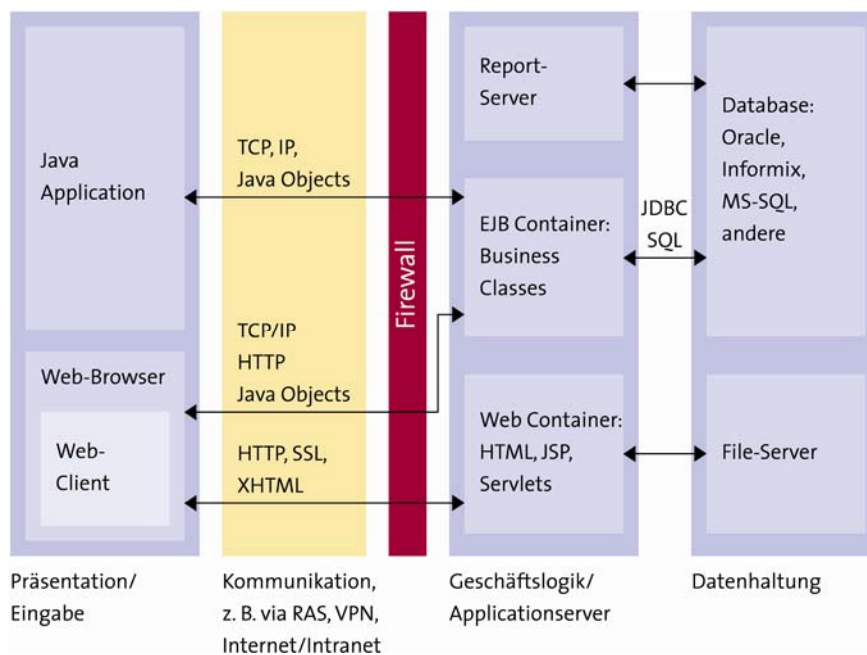 Java
Application
Web-Browser
Web-
Client
Präsentation/
Eingabe
TCP, IP,
Java Objects
TCP/IP
HTTP
Java Objects
HTTP, SSL,
XHTML
Kommunikation,
z. B. via RAS, VPN,
Internet/Intranet
Firewall
Report-
Server
EJB Container:
Business
Classes
Web Container:
HTML, JSP,
Servlets
Geschäftslogik/
Applicationserver
JDBC
SQL
Database:
Oracle,
Informix,
MS-SQL,
andere
File-Server
Datenhaltung